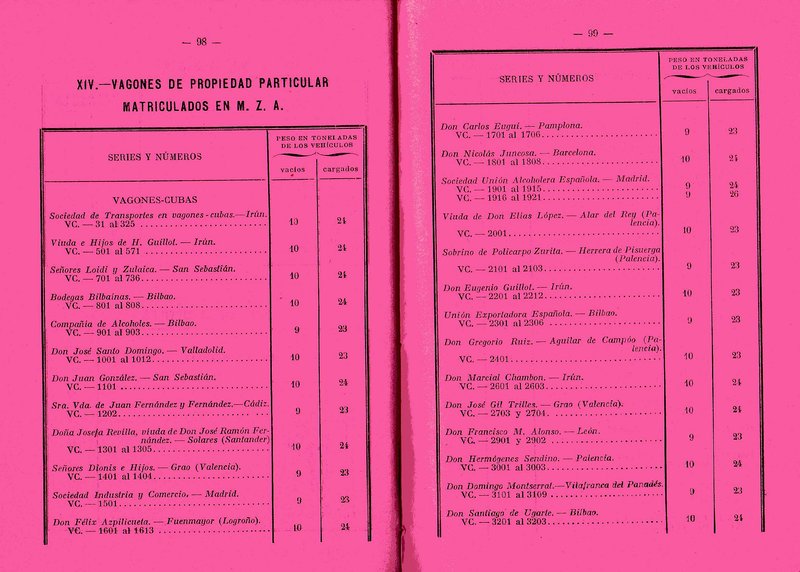 — 98 —
XIV.—VAGONES DE PROPIEDAD PARTICULAR
MATRICULADOS EN M. Z. A.
SERIES Y NÚMEROS
PESO EN TONELADAS
DE LOS VEHÍCULOS
vacíos cargados
VAGONES-CUBAS
Sociedad de Transportes en vagones-cubas.—Irún.
VC. — 31 al 325 . . . . . . . . . . . . . . . . . . . . . . . 10 24
Viuda e Hijos de H. Guillot. — Irún.
VC. — 501 al 571 . . . . . . . . . . . . . . . . . . . . . . . 10 24
Señores Loidi y Zulaica. — San Sebastián.
VC. — 701 al 736 . . . . . . . . . . . . . . . . . . . . . . . 10 24
Bodegas Bilbaínas. — Bilbao.
VC. — 801 al 808 . . . . . . . . . . . . . . . . . . . . . . . 10 24
Compañía de Alcoholes. — Bilbao.
VC. — 901 al 903 . . . . . . . . . . . . . . . . . . . . . . . 9 23
Don José Santo Domingo. — Valladolid.
VC. — 1001 al 1012 . . . . . . . . . . . . . . . . . . . . . 10 23
Don Juan González. — San Sebastián.
VC. — 1101 . . . . . . . . . . . . . . . . . . . . . . . . . . . 10 24
Sra. Vda. de Juan Fernández y Fernández.—Cádiz.
VC. — 1202 . . . . . . . . . . . . . . . . . . . . . . . . . . . 9 23
Doña Josefa Revilla, viuda de Don José Ramón Fer-
nández. — Solares (Santander)
VC. — 1301 al 1305 . . . . . . . . . . . . . . . . . . . . . 10 24
Señores Dionis e Hijos. — Grao (Valencia).
VC. — 1401 al 1404 . . . . . . . . . . . . . . . . . . . . . 9 23
Sociedad Industria y Comercio. — Madrid.
VC. — 1501 . . . . . . . . . . . . . . . . . . . . . . . . . . . 9 23
Don Félix Azpilicueta. — Fuenmayor (Logroño).
VC. — 1601 al 1613 . . . . . . . . . . . . . . . . . . . . . 10 24
— 99 —
SERIES Y NÚMEROS
PESO EN TONELADAS
DE LOS VEHÍCULOS
vacíos cargados
Don Carlos Eugui. — Pamplona.
VC. — 1701 al 1706 . . . . . . . . . . . . . . . . . . . . . 9 23
Don Nicolás Juncosa. — Barcelona.
VC. — 1801 al 1808 . . . . . . . . . . . . . . . . . . . . . 10 24
Sociedad Unión Alcoholera Española. — Madrid.
VC. — 1901 al 1915 . . . . . . . . . . . . . . . . . . . . . 9 24
VC. — 1916 al 1921 . . . . . . . . . . . . . . . . . . . . . 9 26
Viuda de Don Elías López. — Alar del Rey (Pa-
lencia).
VC. — 2001 . . . . . . . . . . . . . . . . . . . . . . . . . . . 10 23
Sobrino de Policarpo Zurita. — Herrera de Pisuerga
(Palencia).
VC. — 2101 al 2103 . . . . . . . . . . . . . . . . . . . . . 9 23
Don Eugenio Guillot. — Irún.
VC. — 2201 al 2212 . . . . . . . . . . . . . . . . . . . . . 10 23
Unión Exportadora Española. — Bilbao.
VC. — 2301 al 2306 . . . . . . . . . . . . . . . . . . . . . 9 23
Don Gregorio Ruiz. — Aguilar de Campóo (Pa-
lencia).
VC. — 2401 . . . . . . . . . . . . . . . . . . . . . . . . . . . 10 23
Don Marcial Chambon. — Irún.
VC. — 2601 al 2603 . . . . . . . . . . . . . . . . . . . . . 10 24
Don José Gil Trilles. — Grao (Valencia).
VC. — 2703 y 2704 . . . . . . . . . . . . . . . . . . . . . 10 24
Don Francisco M. Alonso. — León.
VC. — 2901 y 2902 . . . . . . . . . . . . . . . . . . . . . 9 23
Don Hermógenes Sendino. — Palencia.
VC. — 3001 al 3003 . . . . . . . . . . . . . . . . . . . . . 10 24
Don Domingo Montserrat.—Vilafranca del Panadés.
VC. — 3101 al 3109 . . . . . . . . . . . . . . . . . . . . . 9 23
Don Santiago de Ugarte. — Bilbao.
VC. — 3201 al 3203 . . . . . . . . . . . . . . . . . . . . . 10 24